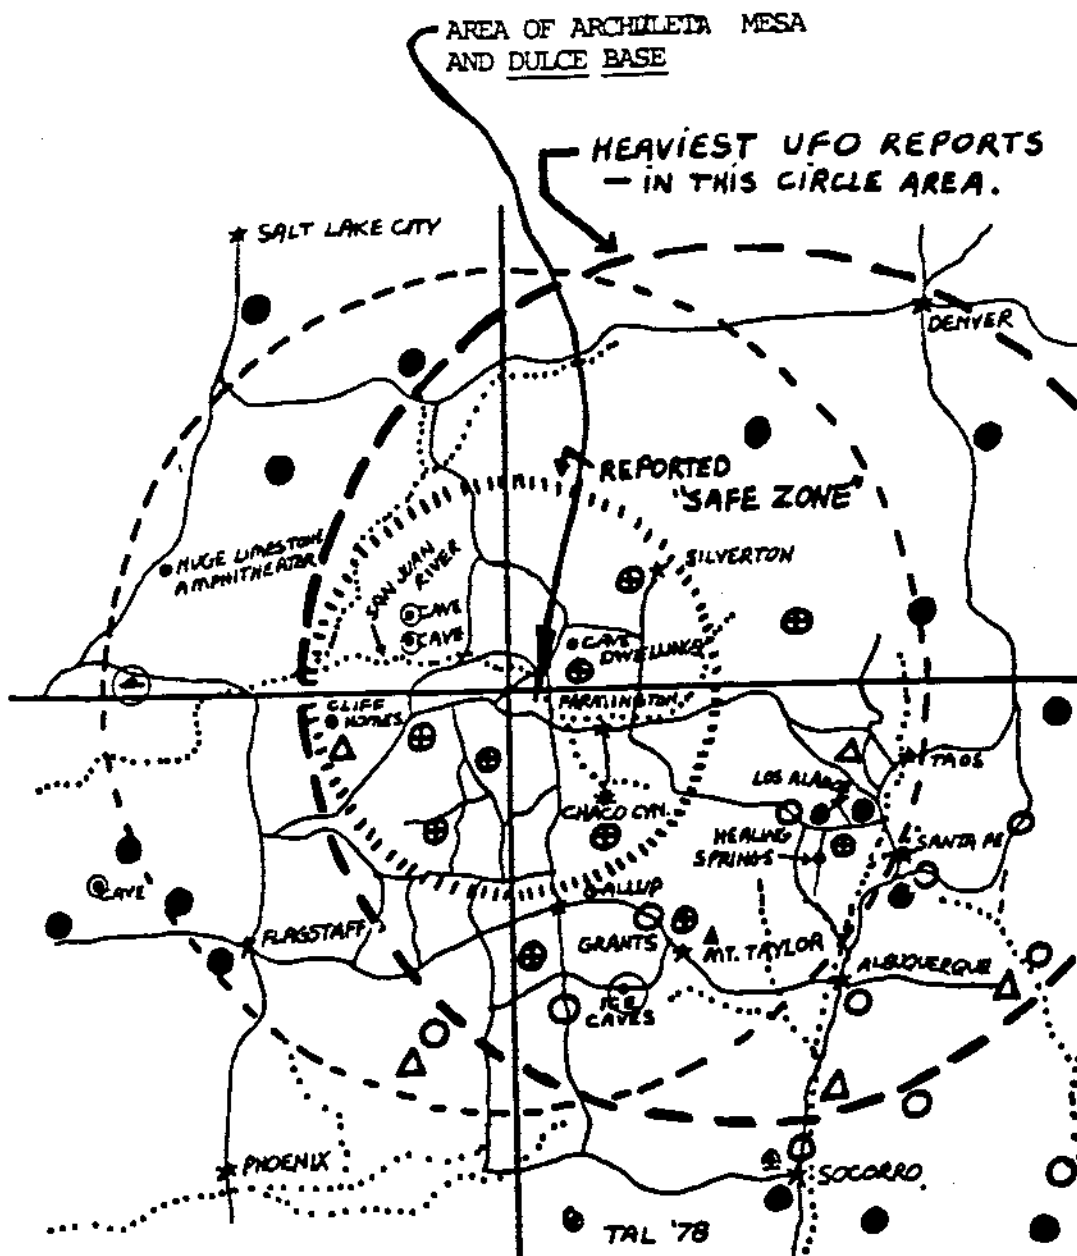 AREA OF ARCHULETA MESA
AND DULCE BASE
HEAVIEST UFO REPORTS
— IN THIS CIRCLE AREA.
SALT LAKE CITY
DENVER
REPORTED
"SAFE ZONE"
HUGE LIMESTONE
AMPHITHEATER
SAN JUAN
RIVER
SILVERTON
CAVE
CAVE
CAVE
DWELLINGS
CLIFF
HOMES
FARMINGTON
TAOS
LOS ALAMOS
CHACO CYN.
HEALING
SPRINGS
SANTA FE
CAVE
GALLUP
FLAGSTAFF
GRANTS
MT. TAYLOR
ALBUQUERQUE
ICE
CAVES
PHOENIX
SOCORRO
TAL '78